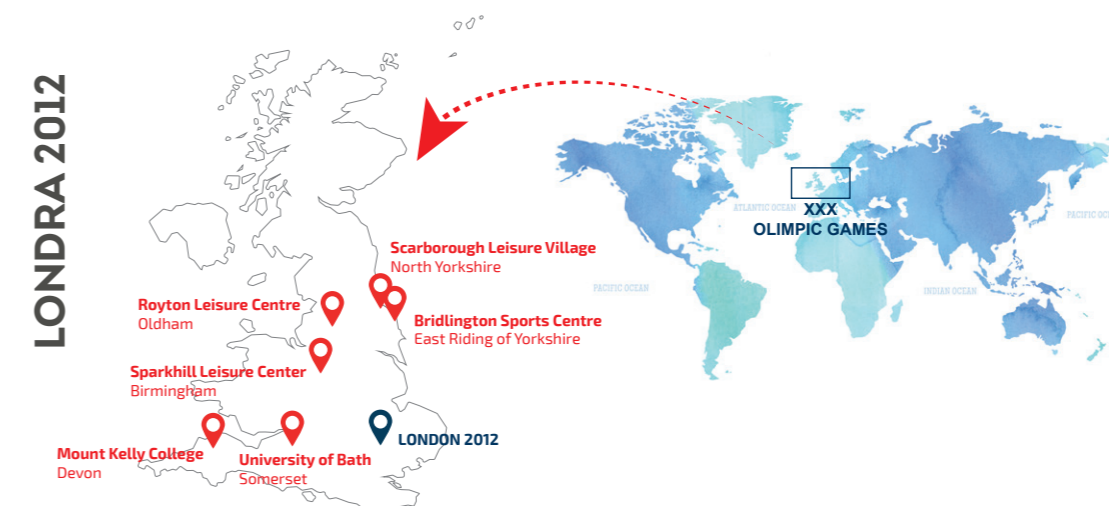 LONDRA 2012
Scarborough Leisure Village
North Yorkshire
Royton Leisure Centre
Oldham
Bridlington Sports Centre
East Riding of Yorkshire
Sparkhill Leisure Center
Birmingham
Mount Kelly College
Devon
University of Bath
Somerset
LONDON 2012
ATLANTIC OCEAN
XXX
OLIMPIC GAMES
PACIFIC OCEAN
INDIAN OCEAN
PACIFIC